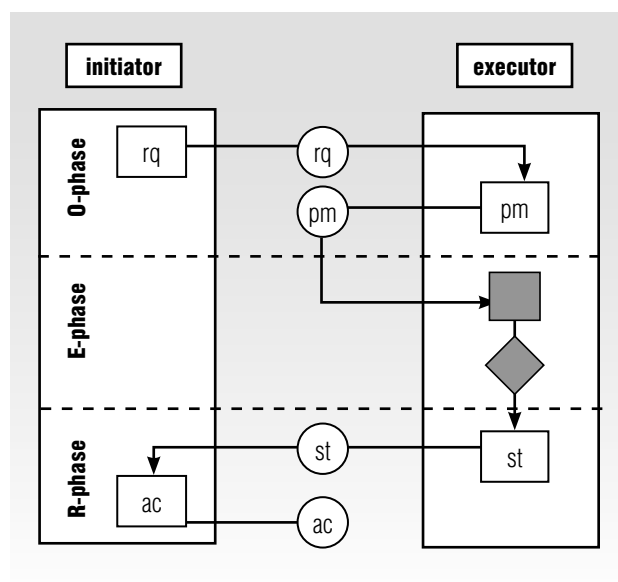 initiator
executor
O-phase
rq
rq
pm
pm
E-phase
R-phase
st
st
ac
ac